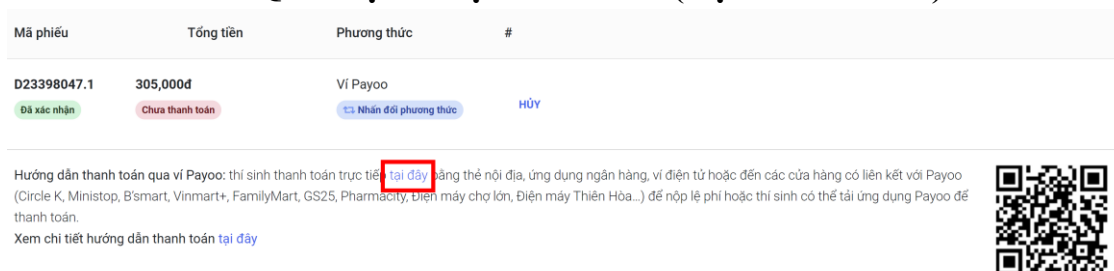 Mã phiếu Tổng tiền Phương thức #
D23398047.1 305,000đ Ví Payoo
Đã xác nhận Chưa thanh toán Nhấn đổi phương thức HỦY
Hướng dẫn thanh toán qua ví Payoo: thí sinh thanh toán trực tiếp tại đây bằng thẻ nội địa, ứng dụng ngân hàng, ví điện tử hoặc đến các cửa hàng có liên kết với Payoo
(Circle K, Ministop, B'smart, Vinmart+, FamilyMart, GS25, Pharmacity, Điện máy chợ lớn, Điện máy Thiên Hòa...) để nộp lệ phí hoặc thí sinh có thể tải ứng dụng Payoo để
thanh toán.
Xem chi tiết hướng dẫn thanh toán tại đây